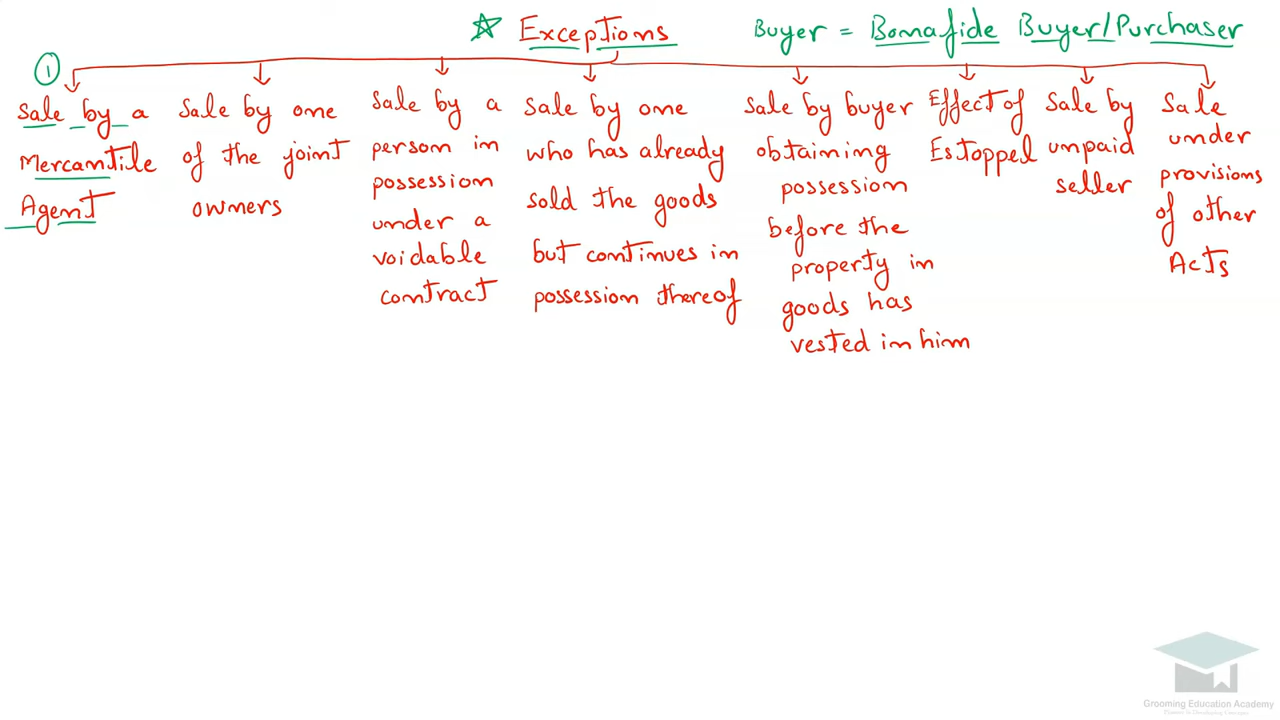 ☆ Exceptions
Buyer = Bonafide Buyer/Purchaser
1
Sale by a
Mercantile
Agent
Sale by one
of the joint
owners
Sale by a
person in
possession
under a
voidable
contract
Sale by one
who has already
sold the goods
but continues in
possession thereof
Sale by buyer
obtaining
possession
before the
property in
goods has
vested in him
Effect of
Estoppel
Sale by
unpaid
seller
Sale
under
provisions
of other
Acts
Grooming Education Academy